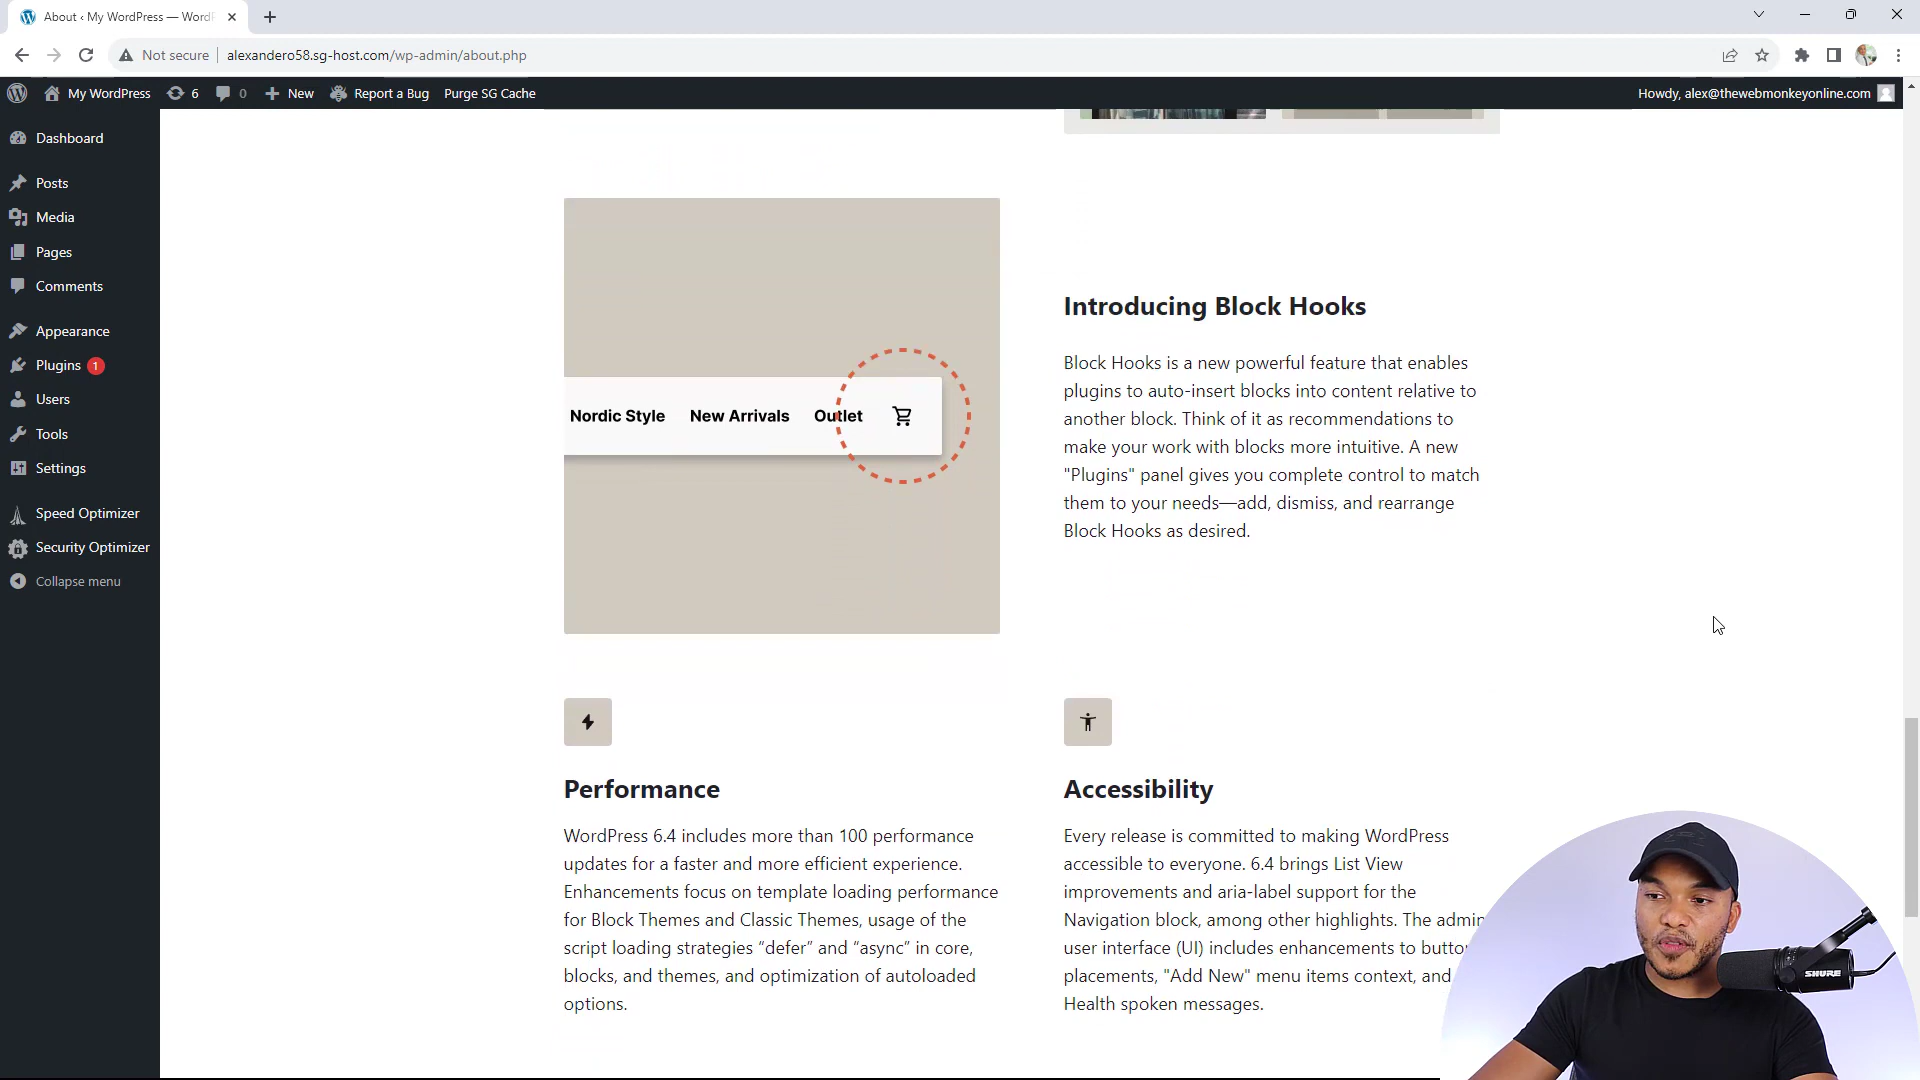 About ‹ My WordPress — Word
Not secure
alexandero58.sg-host.com/wp-admin/about.php
My WordPress
6
0
New
Report a Bug
Purge SG Cache
Howdy, alex@thewebmonkeyonline.com
Dashboard
Posts
Media
Pages
Comments
Appearance
Plugins 1
Users
Tools
Settings
Speed Optimizer
Security Optimizer
Collapse menu
Nordic Style New Arrivals Outlet
Introducing Block Hooks
Block Hooks is a new powerful feature that enables
plugins to auto-insert blocks into content relative to
another block. Think of it as recommendations to
make your work with blocks more intuitive. A new
"Plugins" panel gives you complete control to match
them to your needs—add, dismiss, and rearrange
Block Hooks as desired.
Performance
WordPress 6.4 includes more than 100 performance
updates for a faster and more efficient experience.
Enhancements focus on template loading performance
for Block Themes and Classic Themes, usage of the
script loading strategies “defer” and “async” in core,
blocks, and themes, and optimization of autoloaded
options.
Accessibility
Every release is committed to making WordPress
accessible to everyone. 6.4 brings List View
improvements and aria-label support for the
Navigation block, among other highlights. The admin
user interface (UI) includes enhancements to button
placements, "Add New" menu items context, and
Health spoken messages.
SHURE